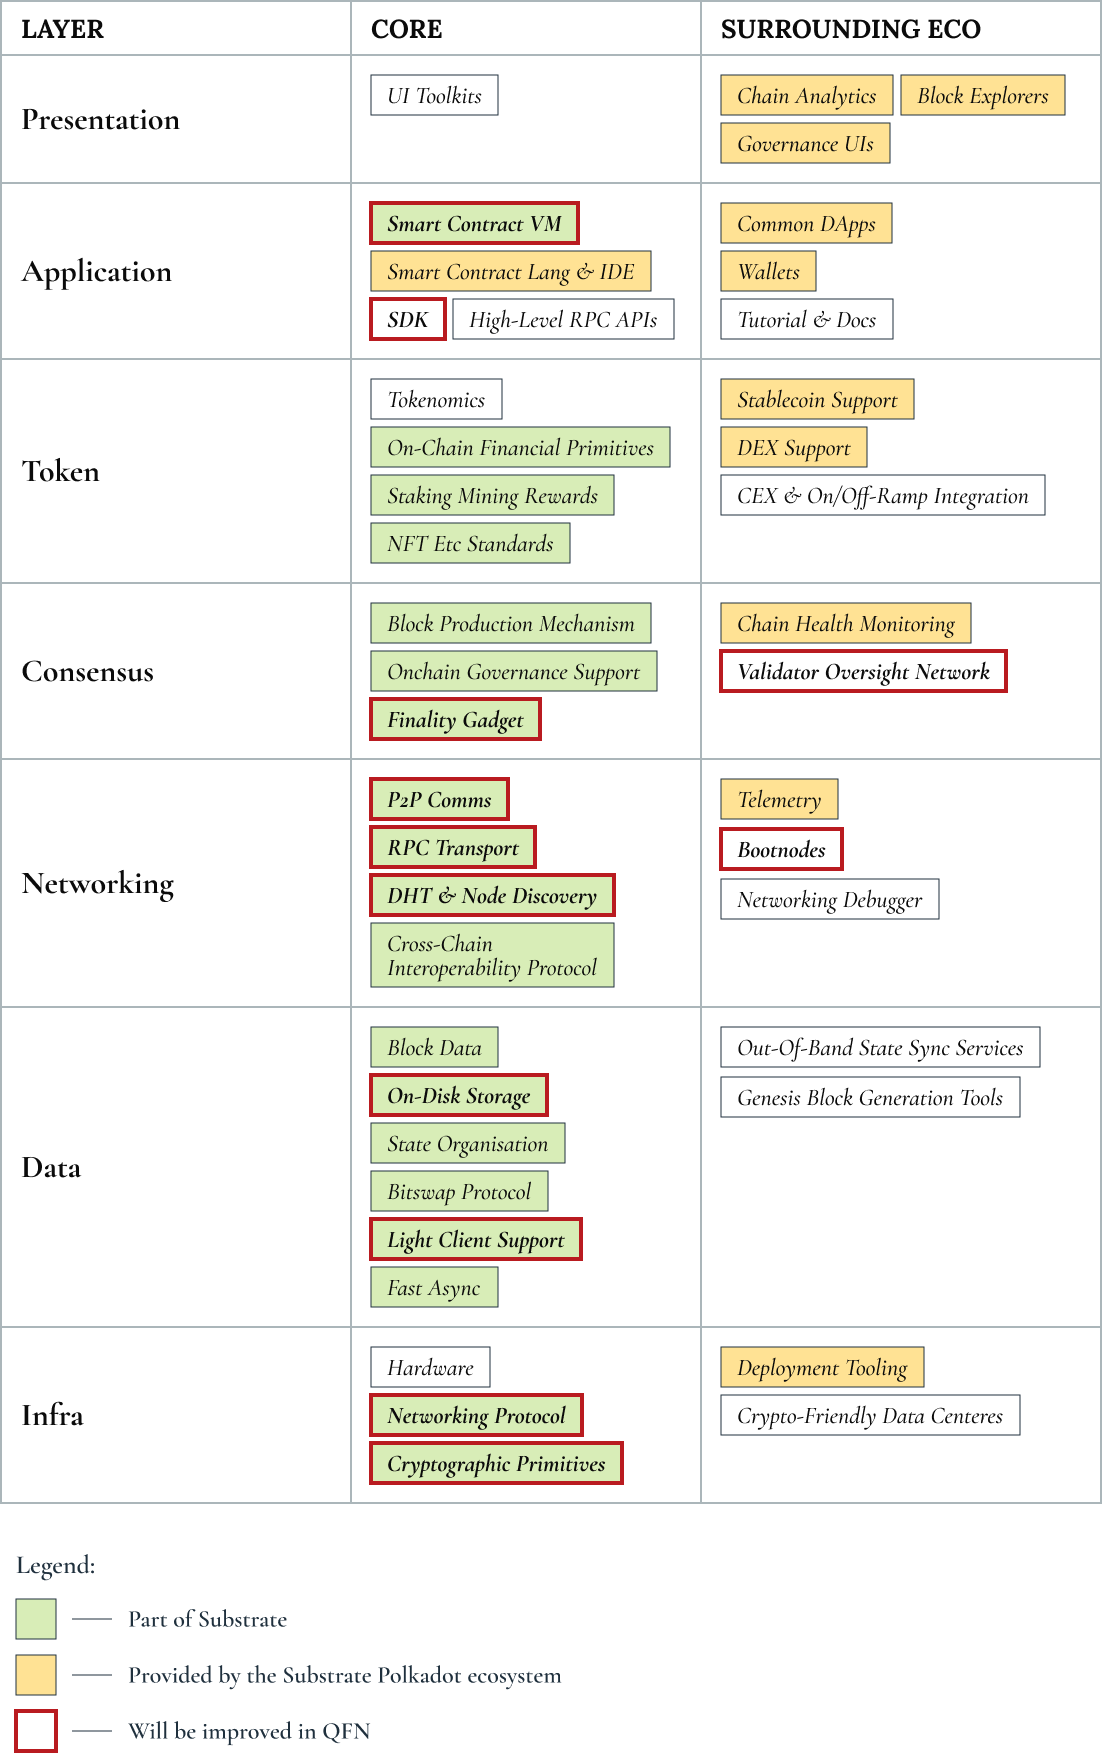 LAYER
CORE
SURROUNDING ECO
Presentation
UI Toolkits
Chain Analytics
Block Explorers
Governance UIs
Application
Smart Contract VM
Smart Contract Lang & IDE
SDK
High-Level RPC APIs
Common DApps
Wallets
Tutorial & Docs
Token
Tokenomics
On-Chain Financial Primitives
Staking Mining Rewards
NFT Etc Standards
Stablecoin Support
DEX Support
CEX & On/Off-Ramp Integration
Consensus
Block Production Mechanism
Onchain Governance Support
Finality Gadget
Chain Health Monitoring
Validator Oversight Network
Networking
P2P Comms
RPC Transport
DHT & Node Discovery
Cross-Chain
Interoperability Protocol
Telemetry
Bootnodes
Networking Debugger
Data
Block Data
On-Disk Storage
State Organisation
Bitswap Protocol
Light Client Support
Fast Async
Out-Of-Band State Sync Services
Genesis Block Generation Tools
Infra
Hardware
Networking Protocol
Cryptographic Primitives
Deployment Tooling
Crypto-Friendly Data Centeres
Legend:
Part of Substrate
Provided by the Substrate Polkadot ecosystem
Will be improved in QFN